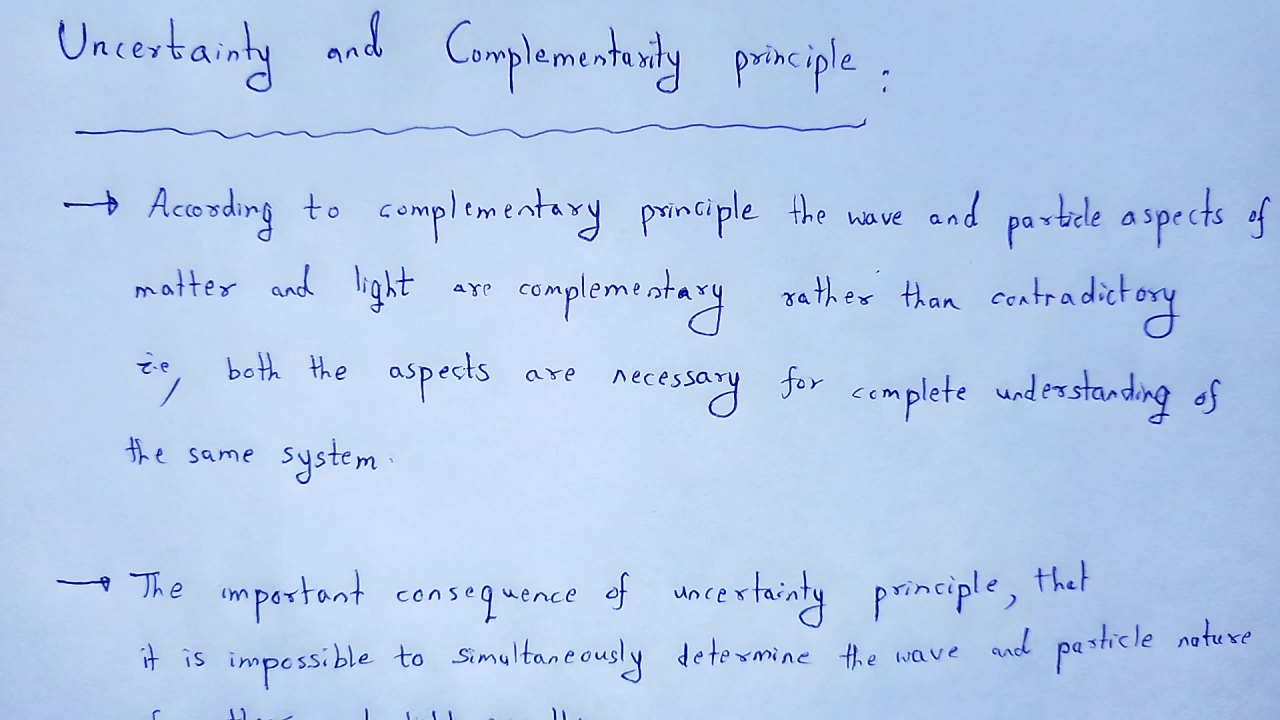 Uncertainty and Complementarity principle :
→ According to complementary principle the wave and particle aspects of
matter and light are complementary rather than contradictory
i.e, both the aspects are necessary for complete understanding of
the same system.
→ The important consequence of uncertainty principle, that
it is impossible to simultaneously determine the wave and particle nature